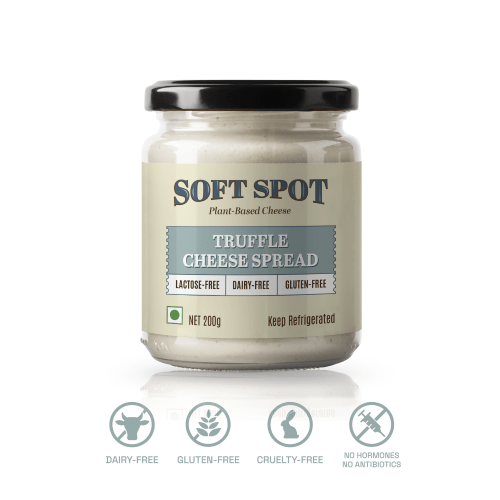 SOFT SPOT
Plant-Based Cheese
TRUFFLE
CHEESE SPREAD
LACTOSE-FREE DAIRY-FREE GLUTEN-FREE
NET 200g Keep Refrigerated
DAIRY-FREE GLUTEN-FREE CRUELTY-FREE NO HORMONES
NO ANTIBIOTICS